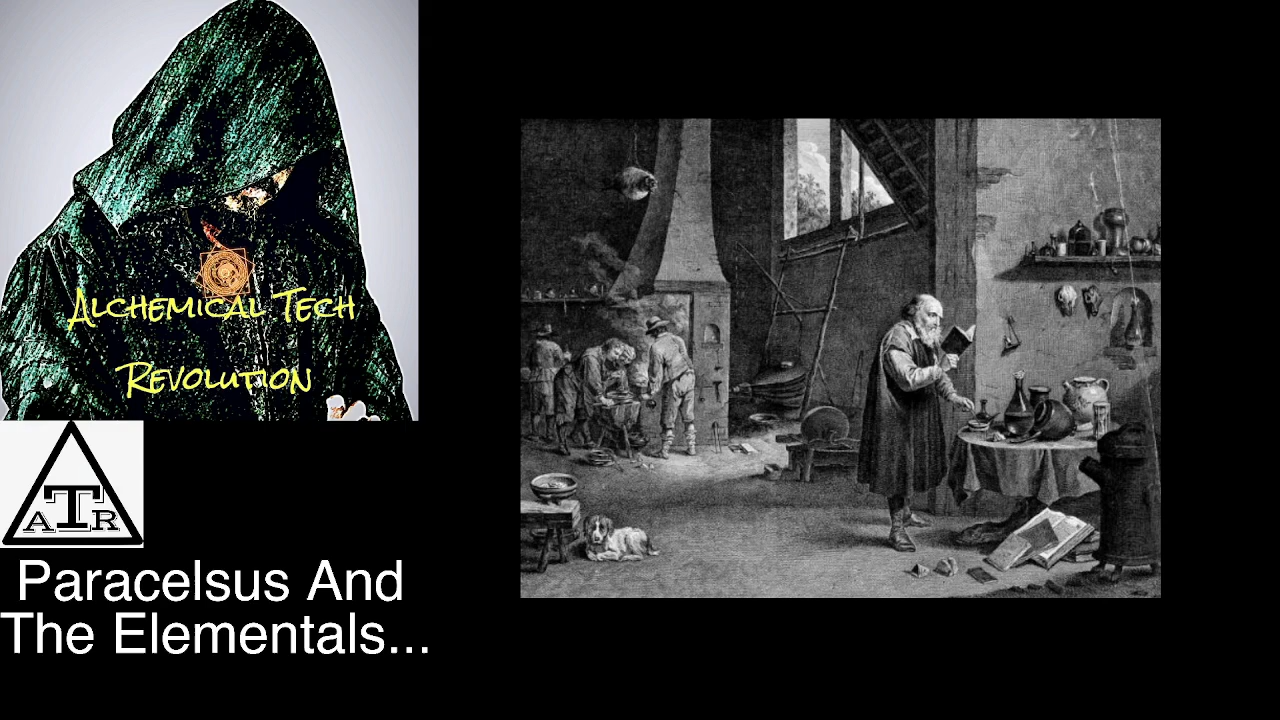 Alchemical Tech
Revolution
ATR
Paracelsus And
The Elementals...